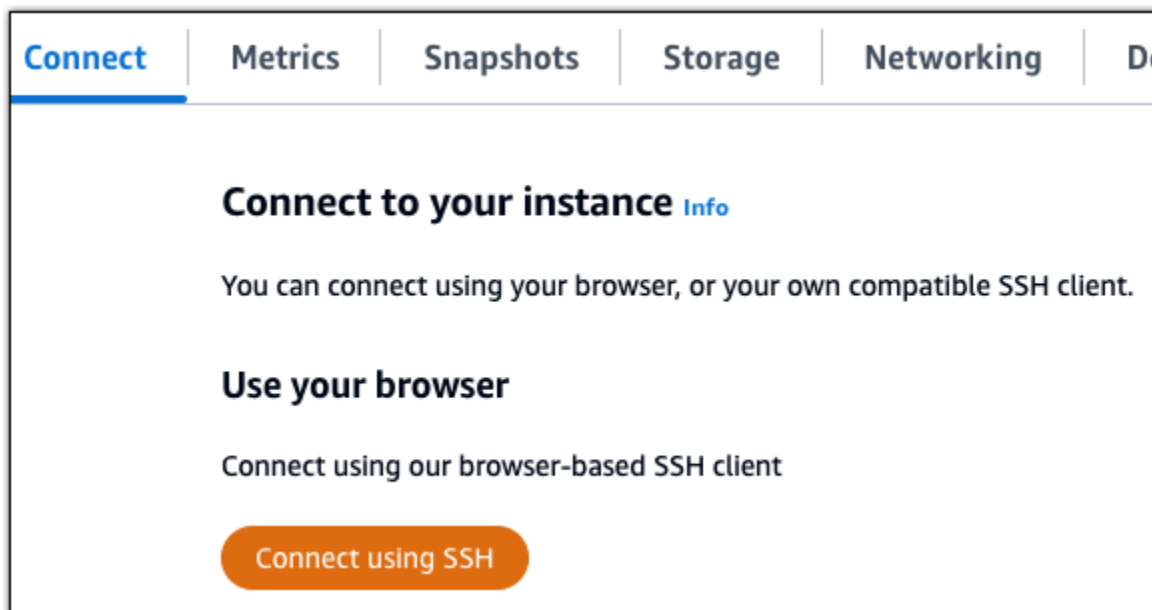 Connect Metrics Snapshots Storage Networking
Connect to your instance Info
You can connect using your browser, or your own compatible SSH client.
Use your browser
Connect using our browser-based SSH client
Connect using SSH